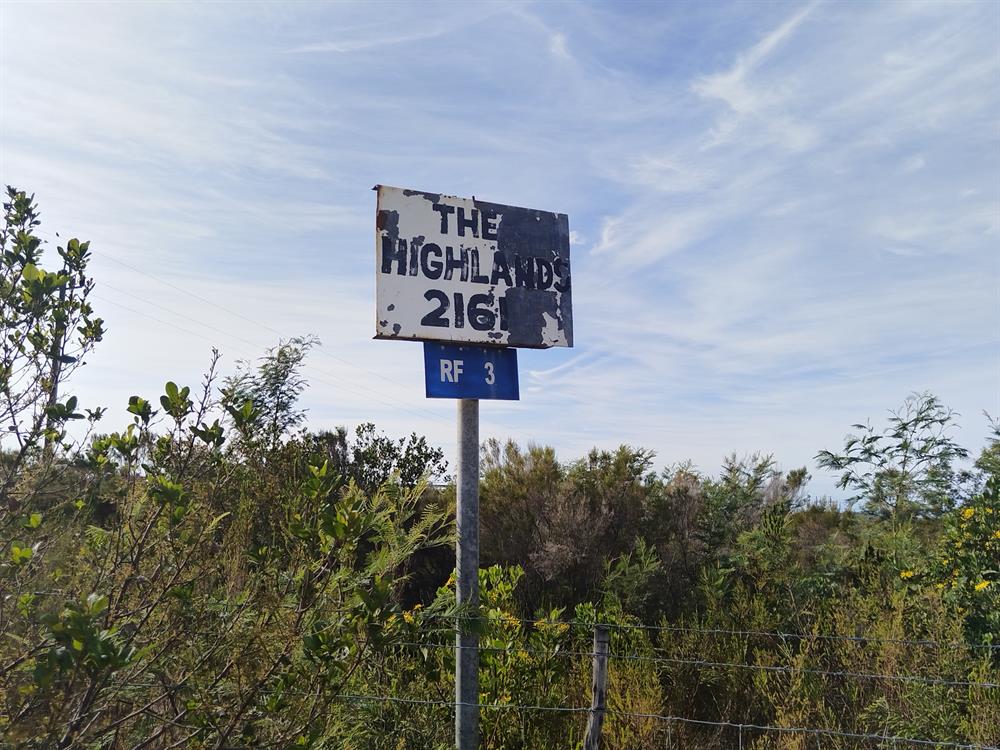 THE
HIGHLANDS
2161
RF 3